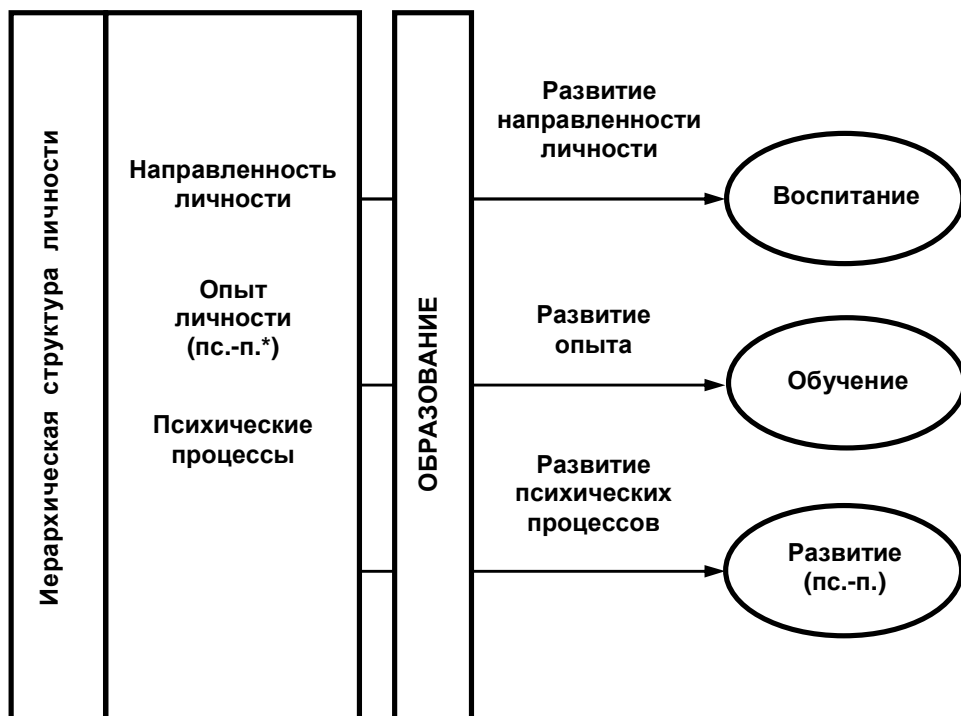 Иерархическая структура личности
Направленность
личности
Опыт
личности
(пс.-п.*)
Психические
процессы
ОБРАЗОВАНИЕ
Развитие
направленности
личности
Воспитание
Развитие
опыта
Обучение
Развитие
психических
процессов
Развитие
(пс.-п.)